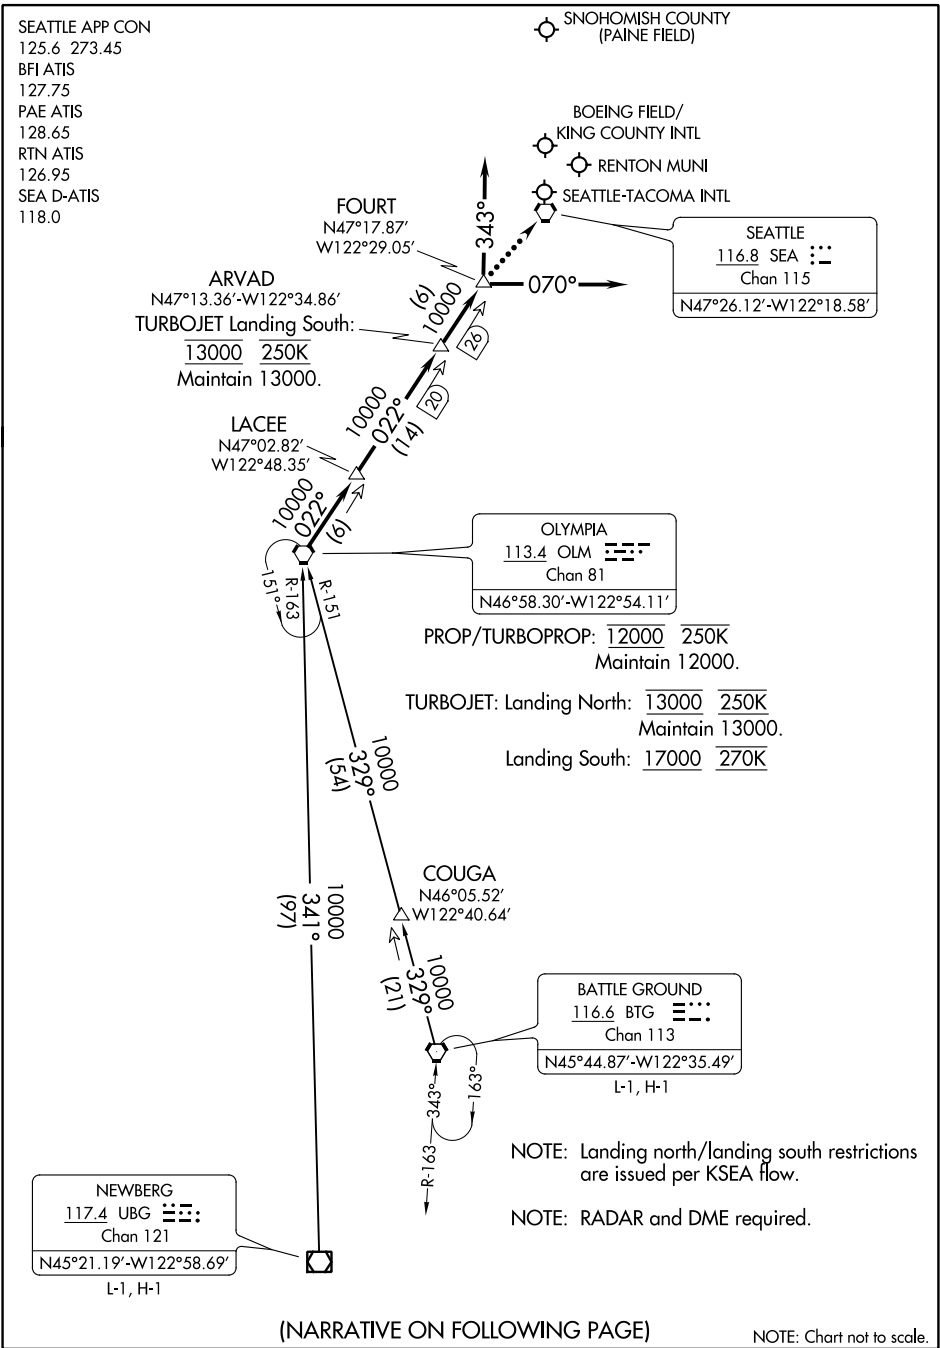 SEATTLE APP CON
125.6 273.45
BFI ATIS
127.75
PAE ATIS
128.65
RTN ATIS
126.95
SEA D-ATIS
118.0
SNOHOMISH COUNTY
(PAINE FIELD)
BOEING FIELD/
KING COUNTY INTL
RENTON MUNI
SEATTLE-TACOMA INTL
FOURT
N47°17.87′
W122°29.05′
343°
070°
SEATTLE
116.8 SEA
Chan 115
N47°26.12′-W122°18.58′
ARVAD
N47°13.36′-W122°34.86′
TURBOJET Landing South:
13000 250K
Maintain 13000.
(6)
10000
26
20
10000
022°
(14)
LACEE
N47°02.82′
W122°48.35′
10000
022°
(6)
OLYMPIA
113.4 OLM
Chan 81
N46°58.30′-W122°54.11′
151°
R-163
R-151
PROP/TURBOPROP: 12000 250K
Maintain 12000.
TURBOJET: Landing North: 13000 250K
Maintain 13000.
Landing South: 17000 270K
10000
329°
(54)
COUGA
N46°05.52′
W122°40.64′
10000
341°
(97)
10000
329°
(21)
BATTLE GROUND
116.6 BTG
Chan 113
N45°44.87′-W122°35.49′
L-1, H-1
343°
163°
R-163
NOTE: Landing north/landing south restrictions
are issued per KSEA flow.
NOTE: RADAR and DME required.
NEWBERG
117.4 UBG
Chan 121
N45°21.19′-W122°58.69′
L-1, H-1
(NARRATIVE ON FOLLOWING PAGE)
NOTE: Chart not to scale.